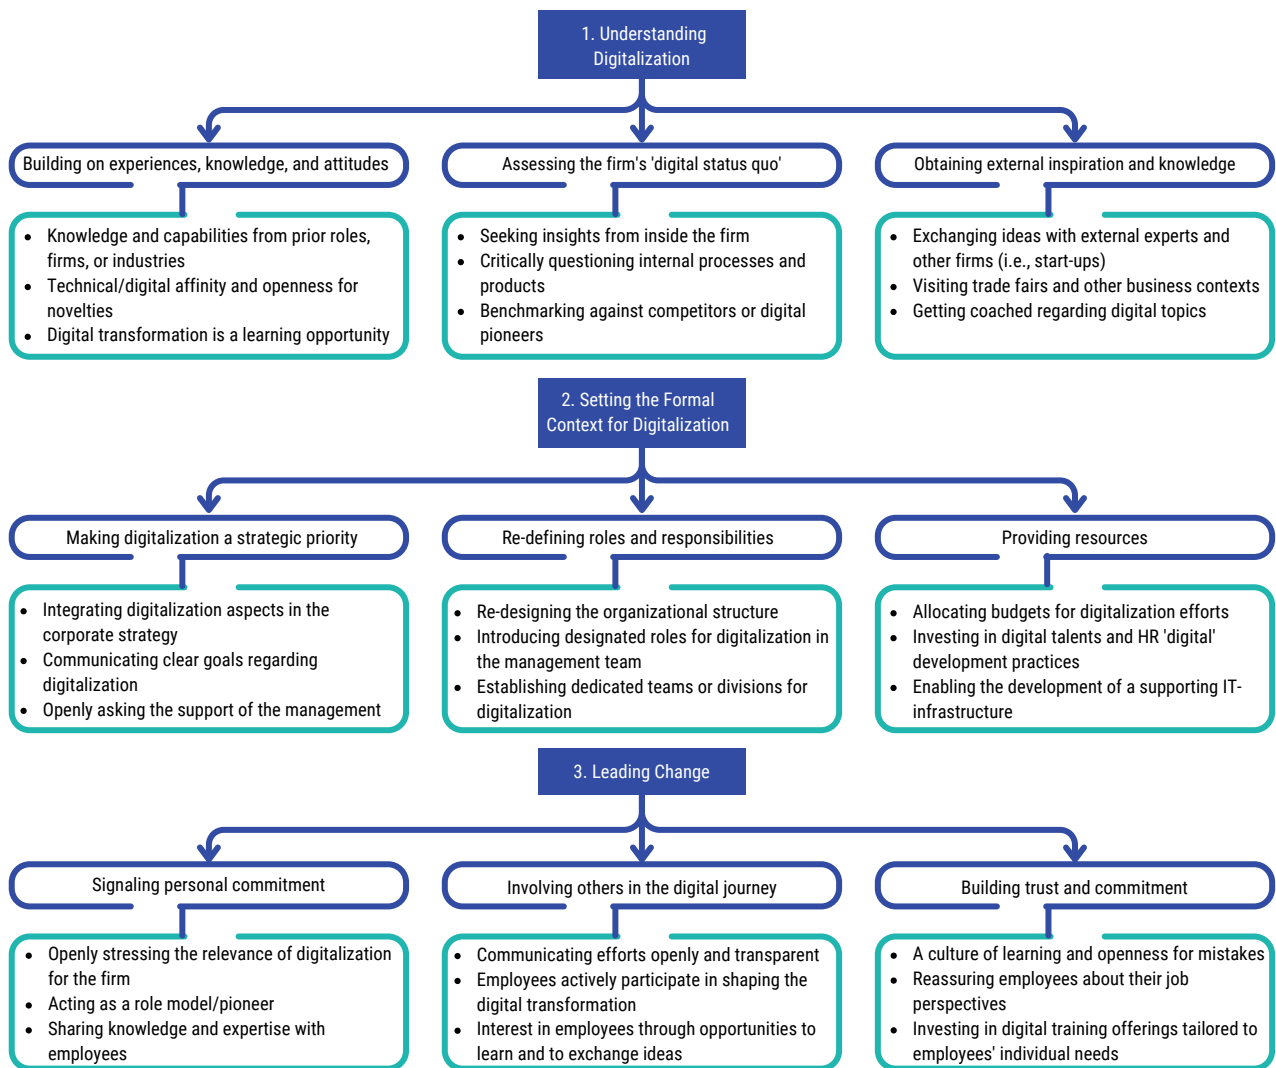 1. Understanding
Digitalization
Building on experiences, knowledge, and attitudes
Knowledge and capabilities from prior roles,
firms, or industries
Technical/digital affinity and openness for
novelties
Digital transformation is a learning opportunity
Assessing the firm's 'digital status quo'
Seeking insights from inside the firm
Critically questioning internal processes and
products
Benchmarking against competitors or digital
pioneers
Obtaining external inspiration and knowledge
Exchanging ideas with external experts and
other firms (i.e., start-ups)
Visiting trade fairs and other business contexts
Getting coached regarding digital topics
2. Setting the Formal
Context for Digitalization
Making digitalization a strategic priority
Integrating digitalization aspects in the
corporate strategy
Communicating clear goals regarding
digitalization
Openly asking the support of the management
Re-defining roles and responsibilities
Re-designing the organizational structure
Introducing designated roles for digitalization in
the management team
Establishing dedicated teams or divisions for
digitalization
Providing resources
Allocating budgets for digitalization efforts
Investing in digital talents and HR 'digital'
development practices
Enabling the development of a supporting IT-
infrastructure
3. Leading Change
Signaling personal commitment
Openly stressing the relevance of digitalization
for the firm
Acting as a role model/pioneer
Sharing knowledge and expertise with
employees
Involving others in the digital journey
Communicating efforts openly and transparent
Employees actively participate in shaping the
digital transformation
Interest in employees through opportunities to
learn and to exchange ideas
Building trust and commitment
A culture of learning and openness for mistakes
Reassuring employees about their job
perspectives
Investing in digital training offerings tailored to
employees' individual needs